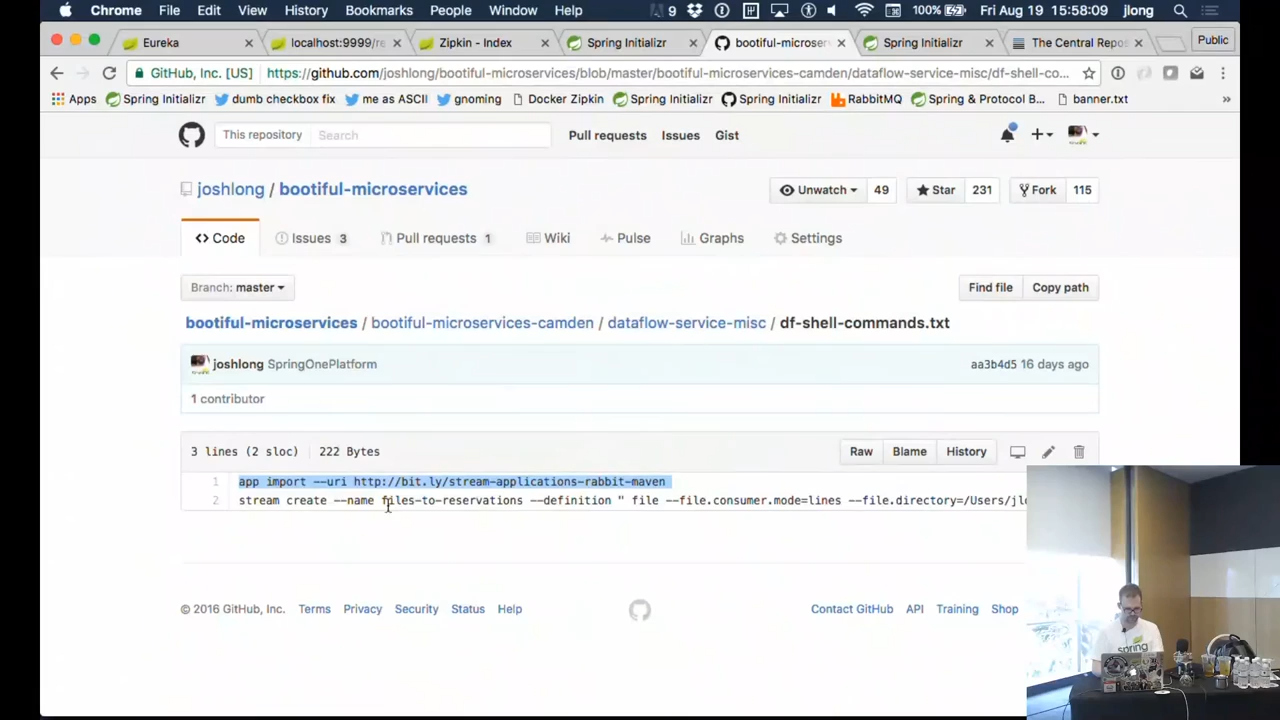 Chrome File Edit View History Bookmarks People Window Help 9 100% Fri Aug 19 15:58:09 jlong
Eureka localhost:9999/re Zipkin - Index Spring Initializr bootiful-microser Spring Initializr The Central Repos Public
GitHub, Inc. [US] https://github.com/joshlong/bootiful-microservices/blob/master/bootiful-microservices-camden/dataflow-service-misc/df-shell-co...
Apps Spring Initializr dumb checkbox fix me as ASCII gnoming Docker Zipkin Spring Initializr Spring Initializr RabbitMQ Spring & Protocol B... banner.txt »
This repository Search Pull requests Issues Gist
joshlong / bootiful-microservices Unwatch 49 Star 231 Fork 115
<> Code Issues 3 Pull requests 1 Wiki Pulse Graphs Settings
Branch: master Find file Copy path
bootiful-microservices / bootiful-microservices-camden / dataflow-service-misc / df-shell-commands.txt
joshlong SpringOnePlatform aa3b4d5 16 days ago
1 contributor
3 lines (2 sloc) 222 Bytes Raw Blame History
1 app import --uri http://bit.ly/stream-applications-rabbit-maven
2 stream create --name files-to-reservations --definition " file --file.consumer.mode=lines --file.directory=/Users/jlo
© 2016 GitHub, Inc. Terms Privacy Security Status Help Contact GitHub API Training Shop
spring